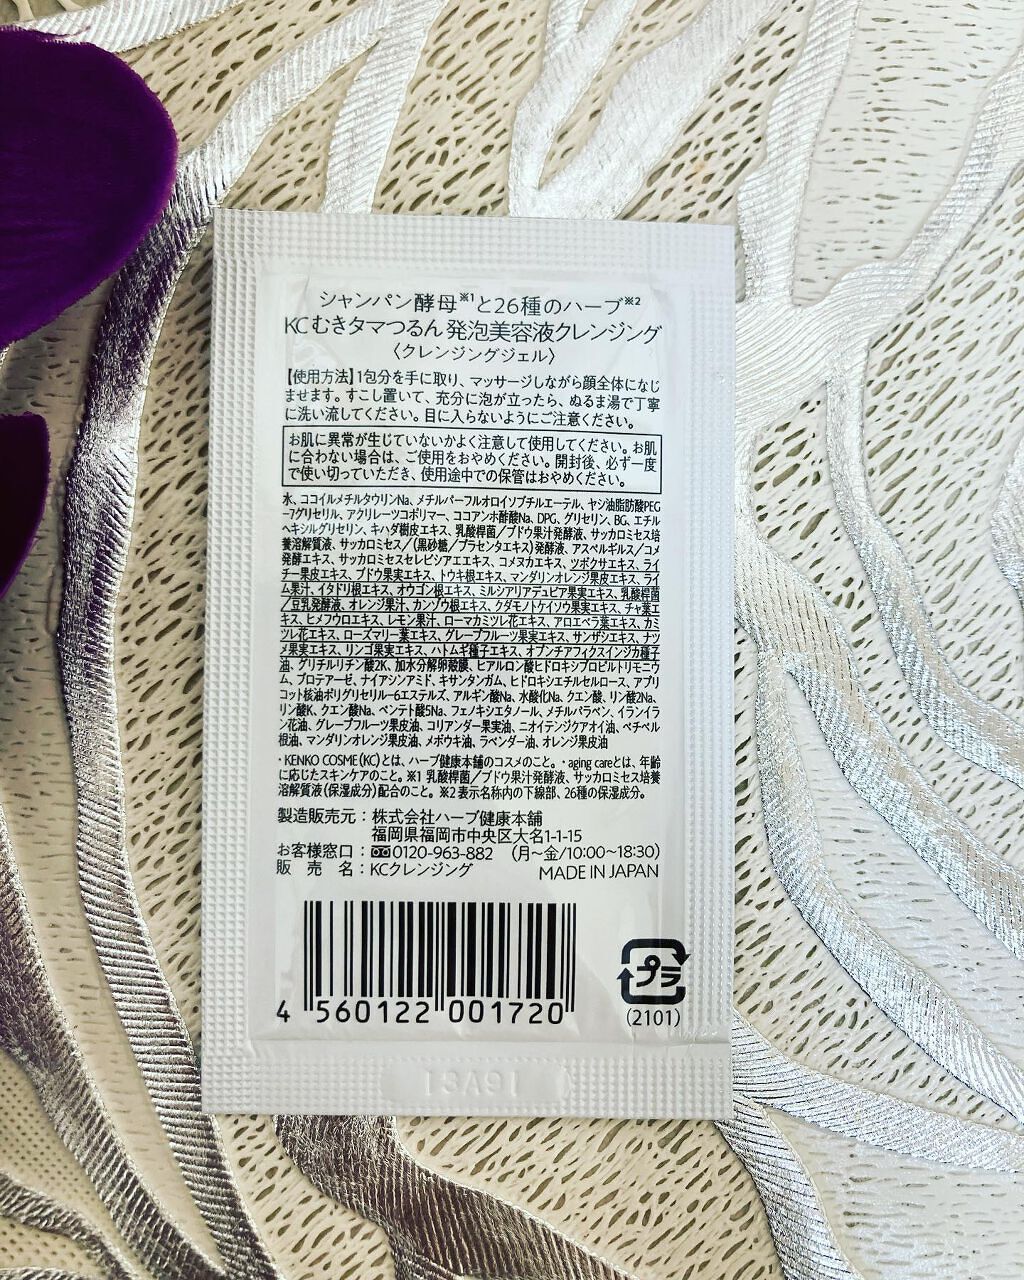 シャンパン酵母※1と26種のハーブ※2
KCむきタマつるん発泡美容液クレンジング
〈クレンジングジェル〉
【使用方法】1包分を手に取り、マッサージしながら顔全体になじ
ませます。すこし置いて、充分に泡が立ったら、ぬるま湯で丁寧
に洗い流してください。目に入らないようにご注意ください。
お肌に異常が生じていないかよく注意して使用してください。お肌
に合わない場合は、ご使用をおやめください。開封後、必ず一度
で使い切っていただき、使用途中での保管はおやめください。
水、ココイルメチルタウリンNa、メチルパーフルオロイソブチルエーテル、ヤシ油脂肪酸PEG
-7グリセリル、アクリレーツコポリマー、ココアンホ酢酸Na、DPG、グリセリン、BG、エチル
ヘキシルグリセリン、キハダ樹皮エキス、乳酸桿菌/ブドウ果汁発酵液、サッカロミセス培
養溶解質液、サッカロミセス/(黒砂糖/プラセンタエキス)発酵液、アスペルギルス/コメ
発酵エキス、サッカロミセスセレビシアエエキス、コメヌカエキス、ツボクサエキス、ライ
チー果皮エキス、ブドウ果実エキス、トウキ根エキス、マンダリンオレンジ果皮エキス、ライ
ム果汁、イタドリ根エキス、オウゴン根エキス、ミルシアリアデュビア果実エキス、乳酸桿菌
/豆乳発酵液、オレンジ果汁、カンゾウ根エキス、クダモノトケイソウ果実エキス、チャ葉エ
キス、ヒメフウロエキス、レモン果汁、ローマカミツレ花エキス、アロエベラ葉エキス、カミ
ツレ花エキス、ローズマリー葉エキス、グレープフルーツ果実エキス、サンザシエキス、ナツ
メ果実エキス、リンゴ果実エキス、ハトムギ種子エキス、オプンチアフィクスインジカ種子
油、グリチルリチン酸2K、加水分解卵殻膜、ヒアルロン酸ヒドロキシプロピルトリモニウ
ム、プロテアーゼ、ナイアシンアミド、キサンタンガム、ヒドロキシエチルセルロース、アプリ
コット核油ポリグリセリル-6エステルズ、アルギン酸Na、水酸化Na、クエン酸、リン酸2Na、
リン酸K、クエン酸Na、ペンテト酸5Na、フェノキシエタノール、メチルパラベン、イランイラ
ン花油、グレープフルーツ果皮油、コリアンダー果実油、ニオイテンジクアオイ油、ベチベル
根油、マンダリンオレンジ果皮油、メボウキ油、ラベンダー油、オレンジ果皮油
・KENKO COSME(KC)とは、ハーブ健康本舗のコスメのこと。・aging careとは、年齢
に応じたスキンケアのこと。※1 乳酸桿菌/ブドウ果汁発酵液、サッカロミセス培養
溶解質液(保湿成分)配合のこと。※2 表示名称内の下線部、26種の保湿成分。
製造販売元:株式会社ハーブ健康本舗
福岡県福岡市中央区大名1-1-15
お客様窓口:0120-963-882 (月~金/10:00~18:30)
販 売 名:KCクレンジング MADE IN JAPAN
4 560122 001720
プラ
(2101)